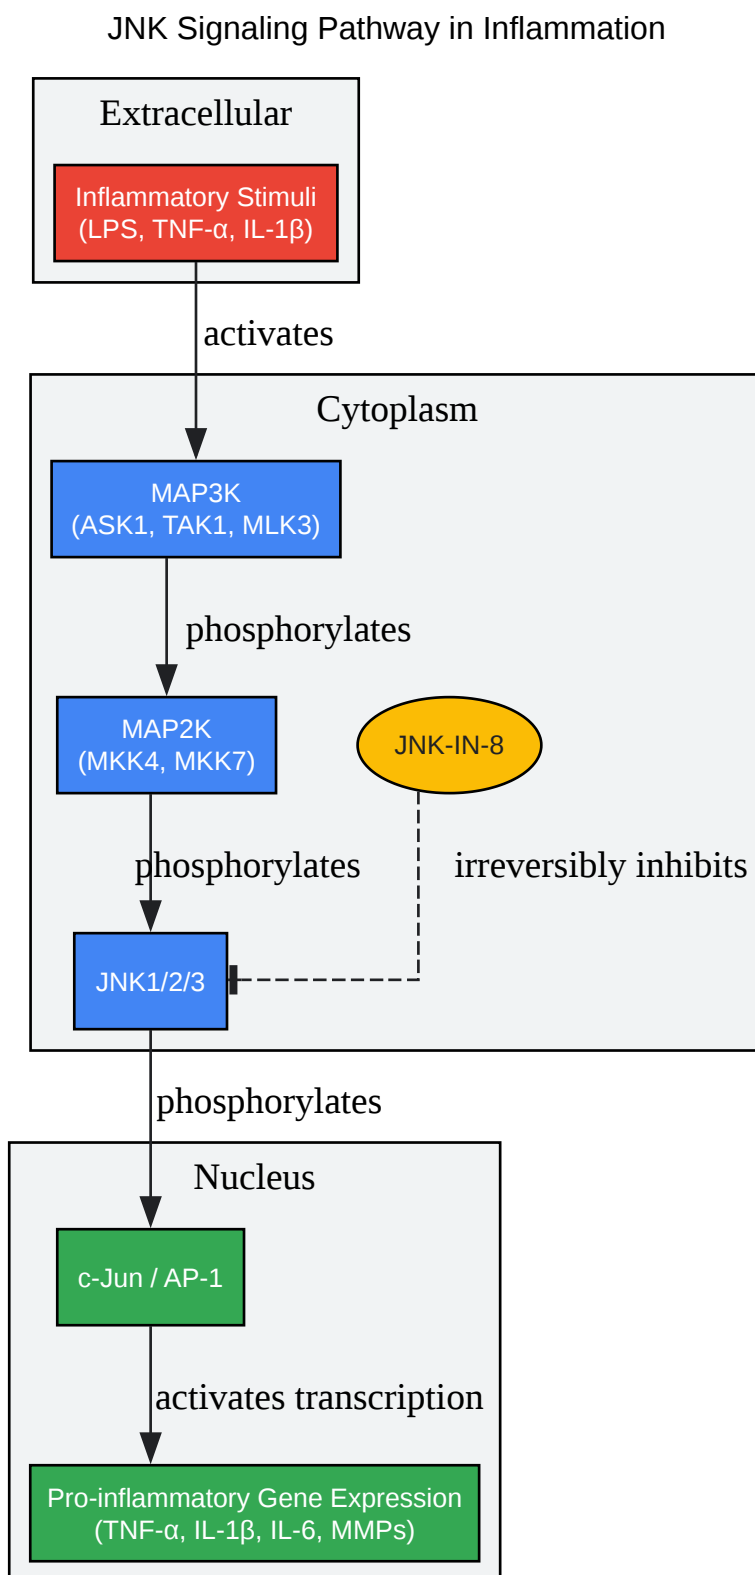 JNK Signaling Pathway in Inflammation
Extracellular
Inflammatory Stimuli
(LPS, TNF-α, IL-1β)
activates
Cytoplasm
MAP3K
(ASK1, TAK1, MLK3)
phosphorylates
MAP2K
(MKK4, MKK7)
JNK-IN-8
phosphorylates
irreversibly inhibits
JNK1/2/3
phosphorylates
Nucleus
c-Jun / AP-1
activates transcription
Pro-inflammatory Gene Expression
(TNF-α, IL-1β, IL-6, MMPs)